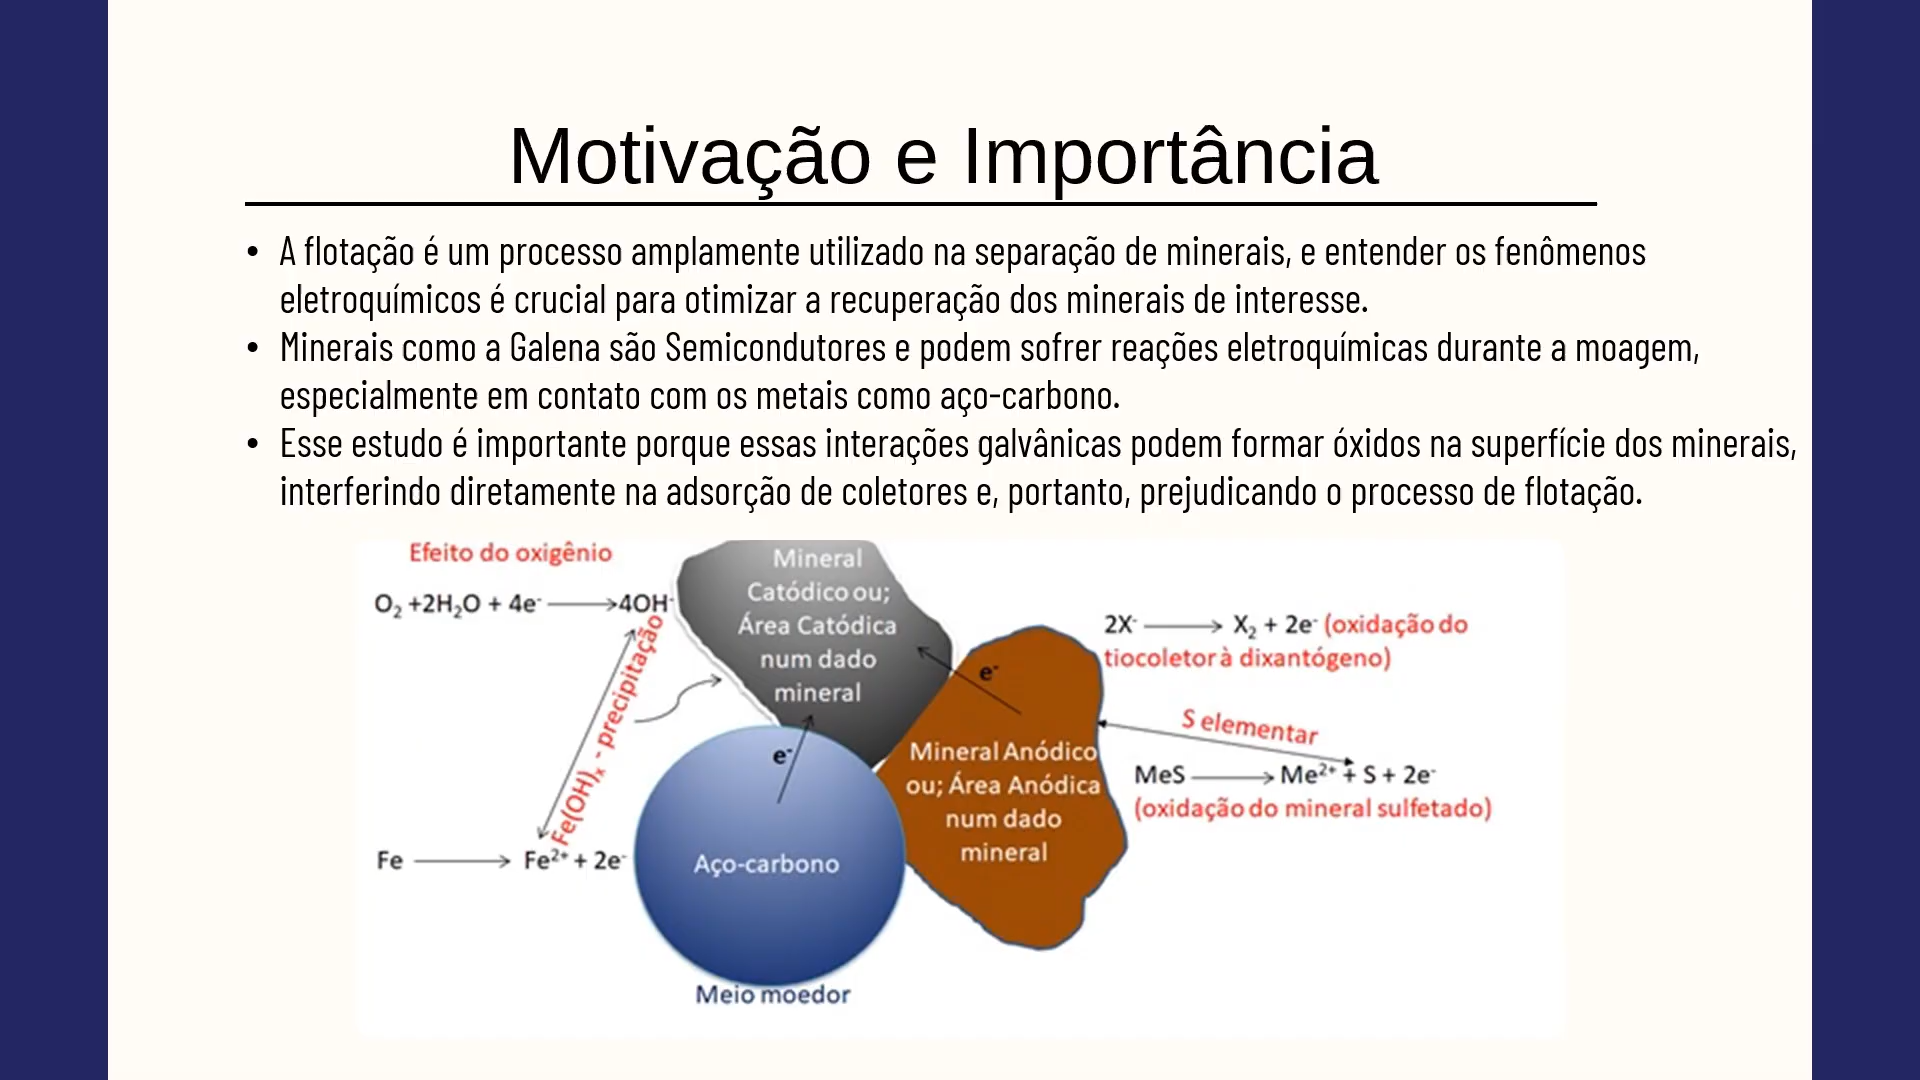 Motivação e Importância
• A flotação é um processo amplamente utilizado na separação de minerais, e entender os fenômenos
eletroquímicos é crucial para otimizar a recuperação dos minerais de interesse.
• Minerais como a Galena são Semicondutores e podem sofrer reações eletroquímicas durante a moagem,
especialmente em contato com os metais como aço-carbono.
• Esse estudo é importante porque essas interações galvânicas podem formar óxidos na superfície dos minerais,
interferindo diretamente na adsorção de coletores e, portanto, prejudicando o processo de flotação.
Efeito do oxigênio
O₂ +2H₂O + 4e⁻ ⟶ 4OH⁻
Fe(OH)ₓ - precipitação
Fe ⟶ Fe²⁺ + 2e⁻
Mineral
Catódico ou;
Área Catódica
num dado
mineral
e⁻
e⁻
Aço-carbono
Meio moedor
Mineral Anódico
ou; Área Anódica
num dado
mineral
2X⁻ ⟶ X₂ + 2e⁻ (oxidação do
tiocoletor à dixantógeno)
S elementar
MeS ⟶ Me²⁺ + S + 2e⁻
(oxidação do mineral sulfetado)